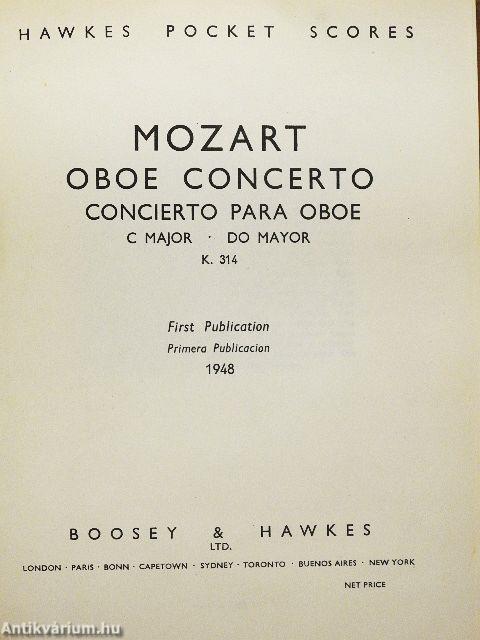 HAWKES POCKET SCORES
MOZART
OBOE CONCERTO
CONCIERTO PARA OBOE
C MAJOR · DO MAYOR
K. 314
First Publication
Primera Publicacion
1948
BOOSEY & HAWKES
LTD.
LONDON · PARIS · BONN · CAPETOWN · SYDNEY · TORONTO · BUENOS AIRES · NEW YORK
NET PRICE
Antikvárium.hu